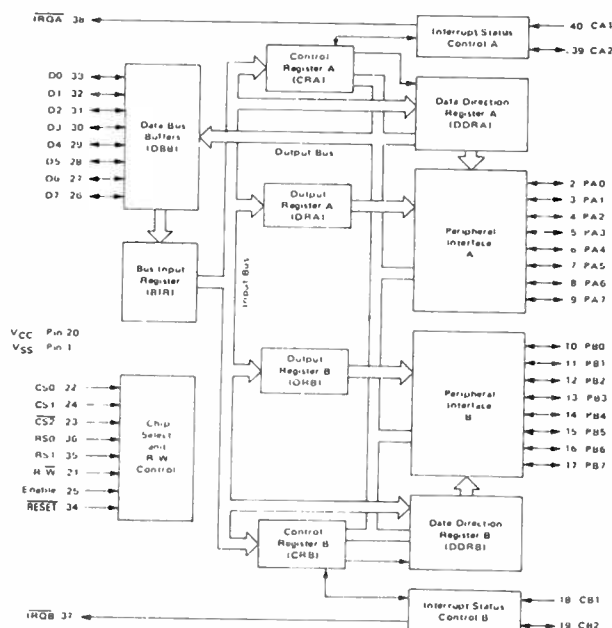 IRQA 38
40 CA1
39 CA2
Interrupt Status
Control A
Control
Register A
(CRA)
D0 33
D1 32
D2 31
D3 30
D4 29
D5 28
D6 27
D7 26
Data Bus
Buffers
(DBB)
Data Direction
Register A
(DDRA)
Output Bus
Output
Register A
(ORA)
Peripheral
Interface
A
2 PA0
3 PA1
4 PA2
5 PA3
6 PA4
7 PA5
8 PA6
9 PA7
Bus Input
Register
(BIR)
Input Bus
VCC Pin 20
VSS Pin 1
Output
Register B
(ORB)
Peripheral
Interface
B
10 PB0
11 PB1
12 PB2
13 PB3
14 PB4
15 PB5
16 PB6
17 PB7
CS0 22
CS1 24
CS2 23
RS0 36
RS1 35
R/W 21
Enable 25
RESET 34
Chip
Select
and
R/W
Control
Control
Register B
(CRB)
Data Direction
Register B
(DDRB)
IRQB 37
Interrupt Status
Control B
18 CB1
19 CB2